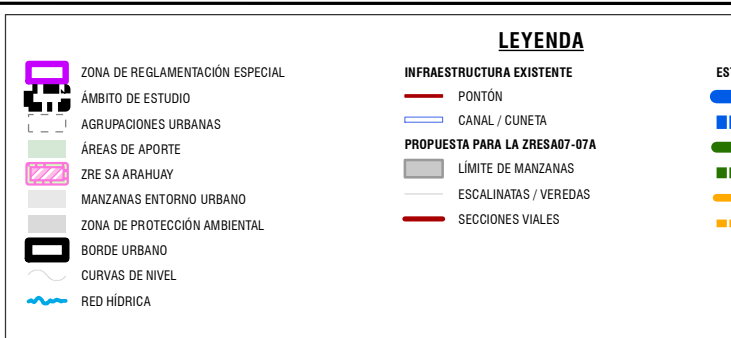 LEYENDA
ZONA DE REGLAMENTACIÓN ESPECIAL
ÁMBITO DE ESTUDIO
AGRUPACIONES URBANAS
ÁREAS DE APORTE
ZRE SA ARAHUAY
MANZANAS ENTORNO URBANO
ZONA DE PROTECCIÓN AMBIENTAL
BORDE URBANO
CURVAS DE NIVEL
RED HÍDRICA
INFRAESTRUCTURA EXISTENTE
PONTÓN
CANAL / CUNETA
PROPUESTA PARA LA ZRESA07-07A
LÍMITE DE MANZANAS
ESCALINATAS / VEREDAS
SECCIONES VIALES